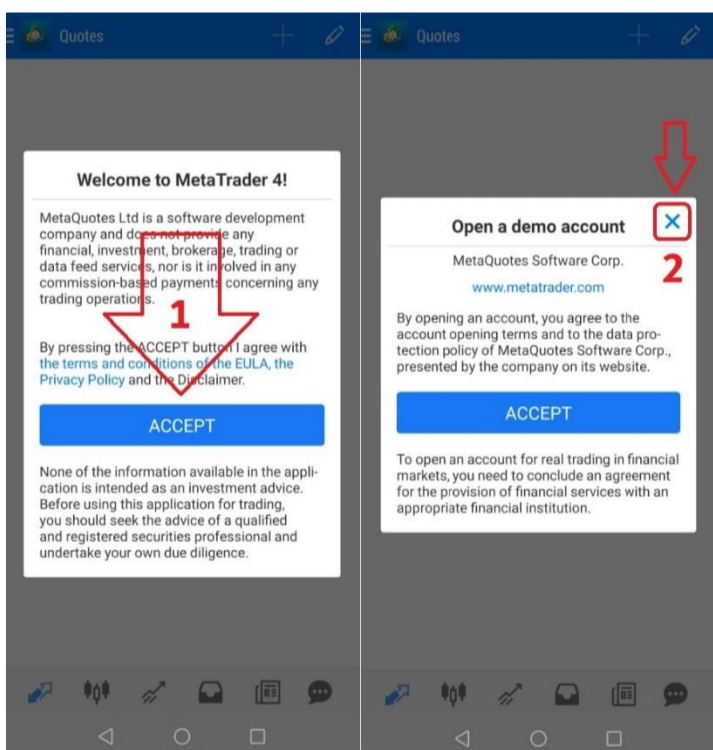 Quotes
Welcome to MetaTrader 4!
MetaQuotes Ltd is a software development
company and does not provide any
financial, investment, brokerage, trading or
data feed services, nor is it involved in any
commission-based payments concerning any
trading operations.
1
By pressing the ACCEPT button I agree with
the terms and conditions of the EULA, the
Privacy Policy and the Disclaimer.
ACCEPT
None of the information available in the appli-
cation is intended as an investment advice.
Before using this application for trading,
you should seek the advice of a qualified
and registered securities professional and
undertake your own due diligence.
Quotes
Open a demo account
2
MetaQuotes Software Corp.
www.metatrader.com
By opening an account, you agree to the
account opening terms and to the data pro-
tection policy of MetaQuotes Software Corp.,
presented by the company on its website.
ACCEPT
To open an account for real trading in financial
markets, you need to conclude an agreement
for the provision of financial services with an
appropriate financial institution.